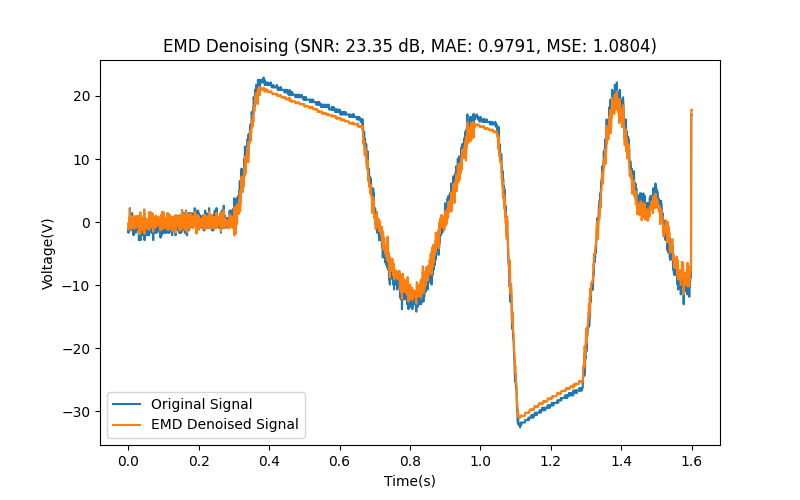 EMD Denoising (SNR: 23.35 dB, MAE: 0.9791, MSE: 1.0804)
20
10
0
−10
−20
−30
Voltage(V)
Original Signal
EMD Denoised Signal
0.0 0.2 0.4 0.6 0.8 1.0 1.2 1.4 1.6
Time(s)